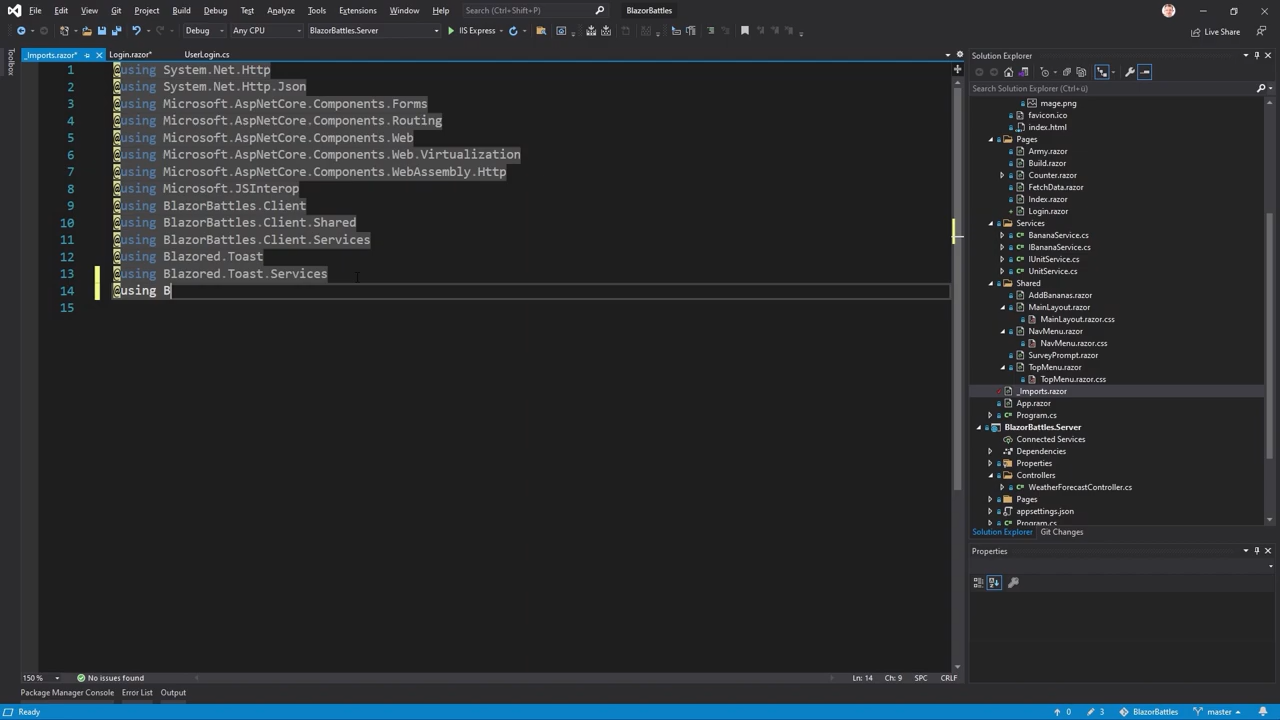 File Edit View Git Project Build Debug Test Analyze Tools Extensions Window Help Search (Ctrl+Shift+P) BlazorBattles
Debug Any CPU BlazorBattles.Server IIS Express Live Share
Toolbox
_Imports.razor* Login.razor* UserLogin.cs
1 @using System.Net.Http
2 @using System.Net.Http.Json
3 @using Microsoft.AspNetCore.Components.Forms
4 @using Microsoft.AspNetCore.Components.Routing
5 @using Microsoft.AspNetCore.Components.Web
6 @using Microsoft.AspNetCore.Components.Web.Virtualization
7 @using Microsoft.AspNetCore.Components.WebAssembly.Http
8 @using Microsoft.JSInterop
9 @using BlazorBattles.Client
10 @using BlazorBattles.Client.Shared
11 @using BlazorBattles.Client.Services
12 @using Blazored.Toast
13 @using Blazored.Toast.Services
14 @using B
15
150 % No issues found Ln: 14 Ch: 9 SPC CRLF
Package Manager Console Error List Output
Solution Explorer
Search Solution Explorer (Ctrl+ü)
mage.png
favicon.ico
index.html
Pages
Army.razor
Build.razor
Counter.razor
FetchData.razor
Index.razor
Login.razor
Services
BananaService.cs
IBananaService.cs
IUnitService.cs
UnitService.cs
Shared
AddBananas.razor
MainLayout.razor
MainLayout.razor.css
NavMenu.razor
NavMenu.razor.css
SurveyPrompt.razor
TopMenu.razor
TopMenu.razor.css
_Imports.razor
App.razor
Program.cs
BlazorBattles.Server
Connected Services
Dependencies
Properties
Controllers
WeatherForecastController.cs
Pages
appsettings.json
Program.cs
Solution Explorer Git Changes
Properties
Ready 0 3 BlazorBattles master